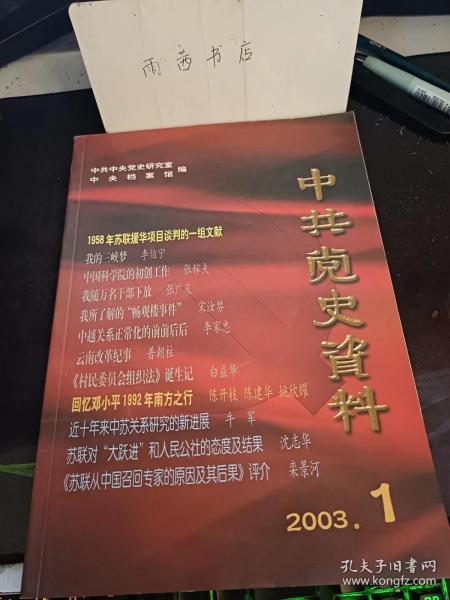 雨茜书店
中共中央党史研究室
中央档案馆
编
中共党史資料
1958年苏联援华项目谈判的一组文献
我的三峡梦 李伯宁
中国科学院的初创工作 张稼夫
我随万名干部下放 张广友
我所了解的“畅观楼事件” 宋汝棼
中越关系正常化的前前后后 李家忠
云南改革纪事 普朝柱
《村民委员会组织法》诞生记 白益华
回忆邓小平1992年南方之行 陈开枝 陈建华 姚欣耀
近十年来中苏关系研究的新进展 牛军
苏联对“大跃进”和人民公社的态度及结果 沈志华
《苏联从中国召回专家的原因及其后果》评介 栾景河
2003.1
孔夫子旧书网
www.kongfz.com